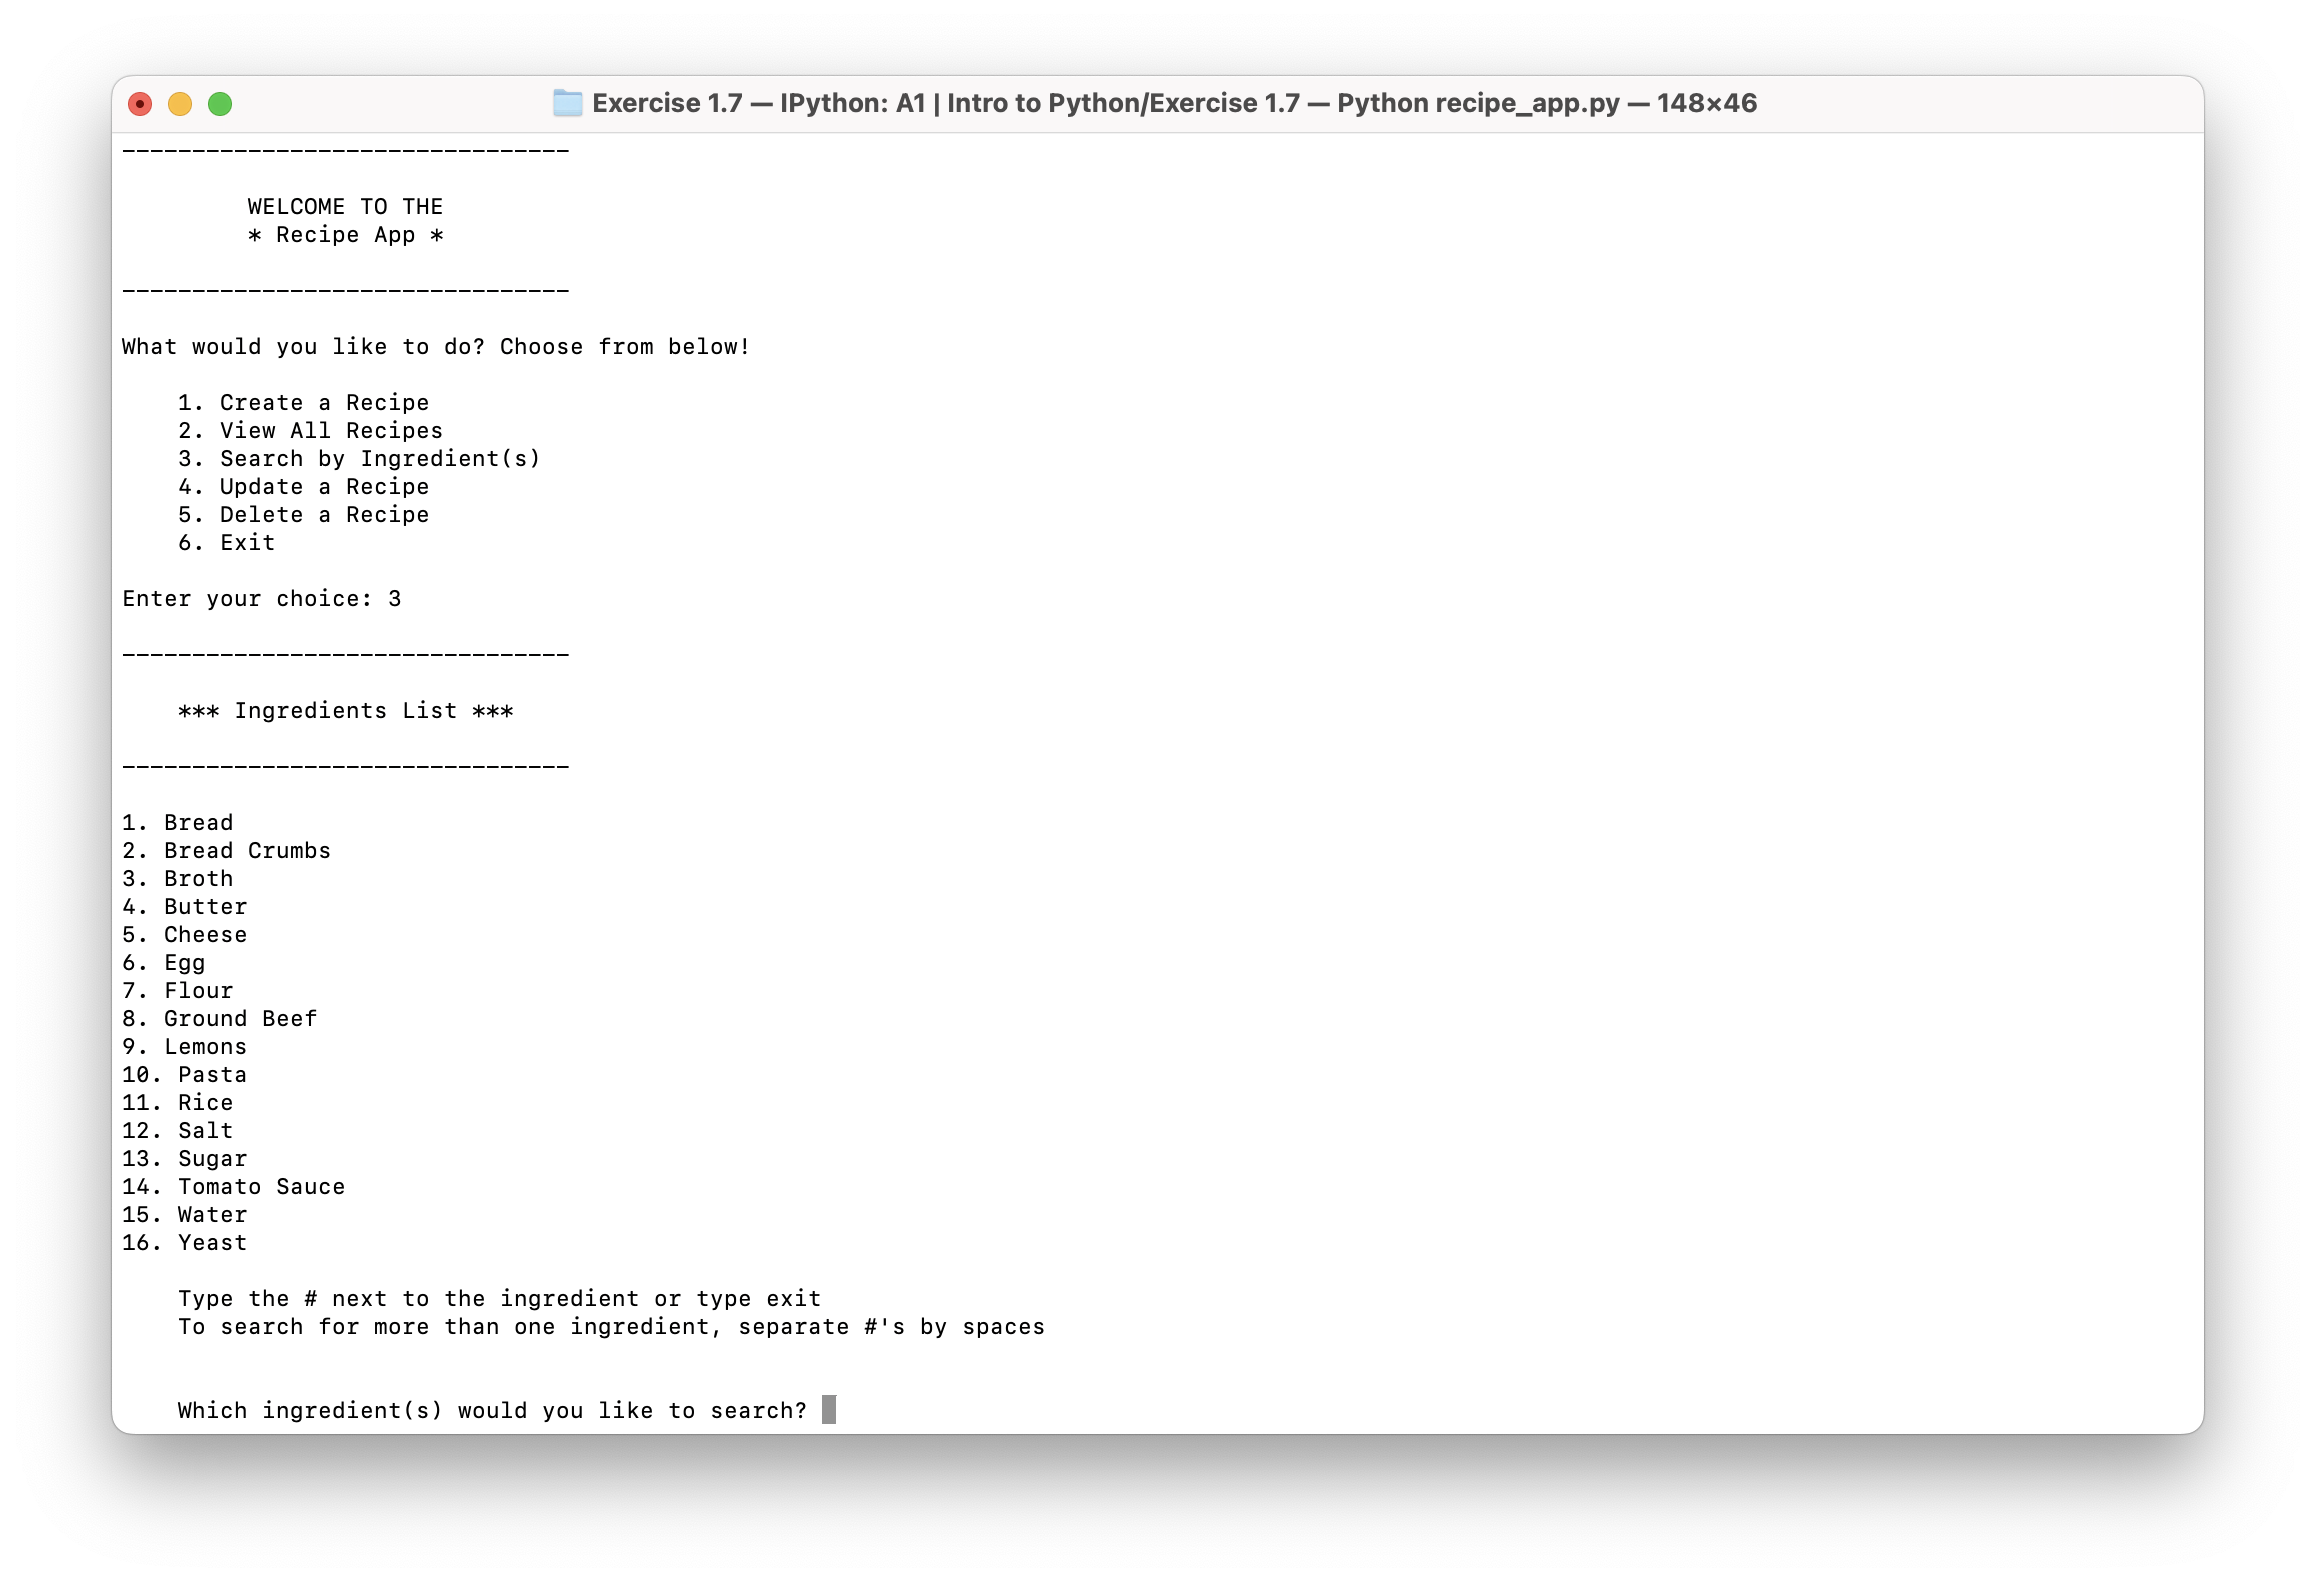 Exercise 1.7 — IPython: A1 | Intro to Python/Exercise 1.7 — Python recipe_app.py — 148×46
--------------------------------
WELCOME TO THE
* Recipe App *
--------------------------------
What would you like to do? Choose from below!
1. Create a Recipe
2. View All Recipes
3. Search by Ingredient(s)
4. Update a Recipe
5. Delete a Recipe
6. Exit
Enter your choice: 3
--------------------------------
*** Ingredients List ***
--------------------------------
1. Bread
2. Bread Crumbs
3. Broth
4. Butter
5. Cheese
6. Egg
7. Flour
8. Ground Beef
9. Lemons
10. Pasta
11. Rice
12. Salt
13. Sugar
14. Tomato Sauce
15. Water
16. Yeast
Type the # next to the ingredient or type exit
To search for more than one ingredient, separate #'s by spaces
Which ingredient(s) would you like to search?